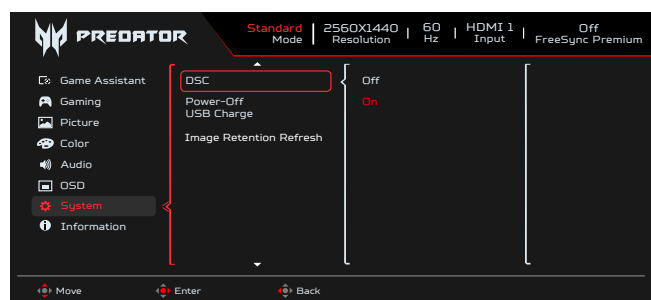 PREDATOR
Standard Mode | 2560X1440 Resolution | 60 Hz | HDMI 1 Input | Off FreeSync Premium
Game Assistant
Gaming
Picture
Color
Audio
OSD
System
Information
DSC
Power-Off
USB Charge
Image Retention Refresh
Off
On
Move
Enter
Back